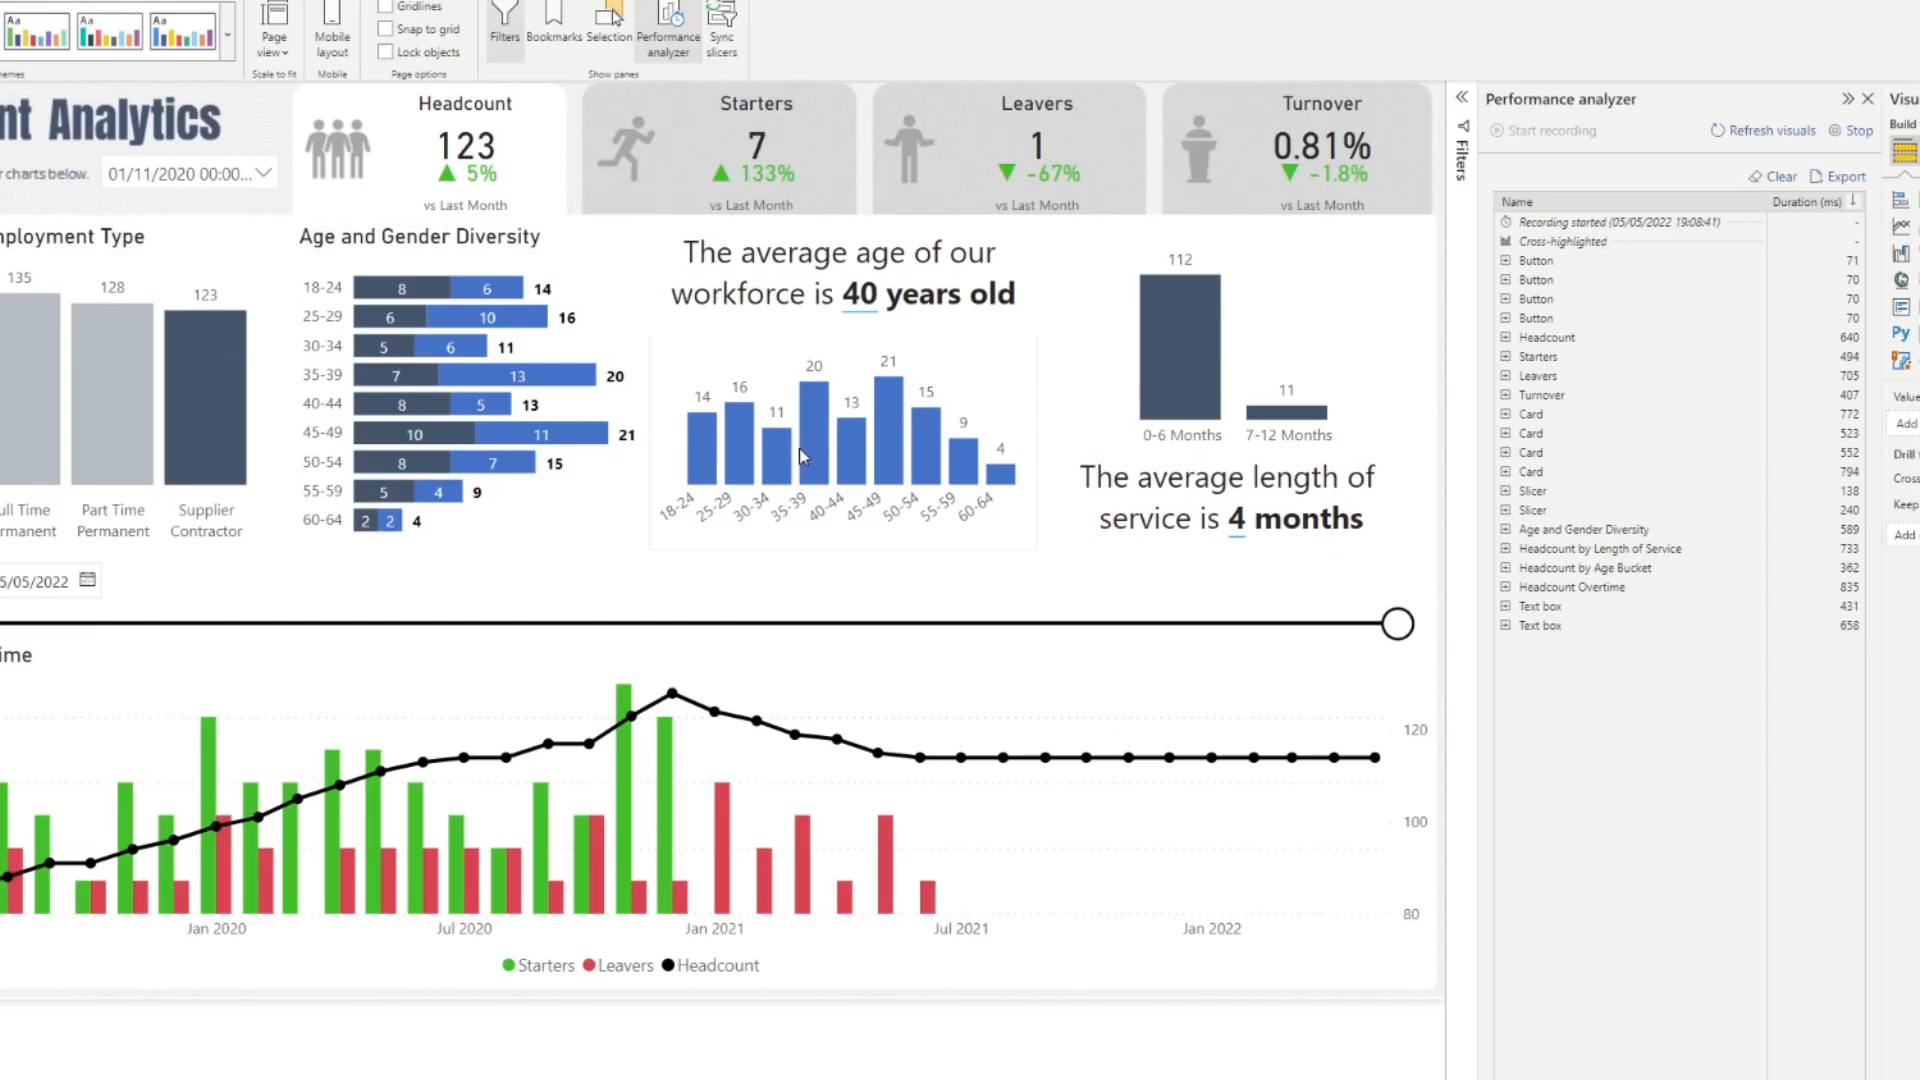 Aa
Aa
Aa
Page
view
Mobile
layout
Gridlines
Snap to grid
Lock objects
Filters
Bookmarks
Selection
Performance
analyzer
Sync
slicers
emes
Scale to fit
Mobile
Page options
Show panes
nt Analytics
r charts below.
01/11/2020 00:00...
Headcount
123
5%
vs Last Month
Starters
7
133%
vs Last Month
Leavers
1
-67%
vs Last Month
Turnover
0.81%
-1.8%
vs Last Month
nployment Type
135
128
123
ull Time
rmanent
Part Time
Permanent
Supplier
Contractor
Age and Gender Diversity
18-24 8 6 14
25-29 6 10 16
30-34 5 6 11
35-39 7 13 20
40-44 8 5 13
45-49 10 11 21
50-54 8 7 15
55-59 5 4 9
60-64 2 2 4
The average age of our
workforce is 40 years old
14 16 11 20 13 21 15 9 4
18-24 25-29 30-34 35-39 40-44 45-49 50-54 55-59 60-64
112
11
0-6 Months 7-12 Months
The average length of
service is 4 months
5/05/2022
ime
120
100
80
Jan 2020 Jul 2020 Jan 2021 Jul 2021 Jan 2022
Starters Leavers Headcount
Filters
Performance analyzer
Start recording
Refresh visuals
Stop
Clear
Export
Name Duration (ms)
Recording started (05/05/2022 19:08:41) -
Cross-highlighted -
Button 71
Button 70
Button 70
Button 70
Headcount 640
Starters 494
Leavers 705
Turnover 407
Card 772
Card 523
Card 552
Card 794
Slicer 138
Slicer 240
Age and Gender Diversity 589
Headcount by Length of Service 733
Headcount by Age Bucket 362
Headcount Overtime 835
Text box 431
Text box 658
Visu
Build
Py
Value
Add
Drill
Cross
Keep
Add